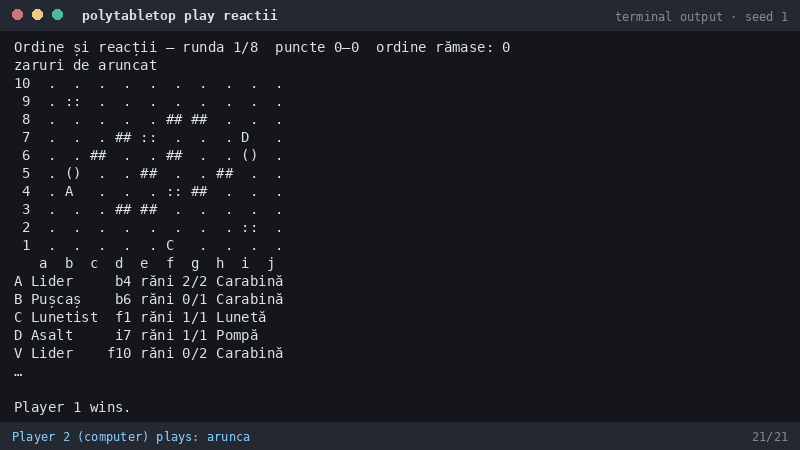 polytabletop play reactii
terminal output · seed 1
Ordine și reacții — runda 1/8  puncte 0–0  ordine rămase: 0
zaruri de aruncat
10  .  .  .  .  .  .  .  .  .  .
 9  . ::  .  .  .  .  .  .  .  .
 8  .  .  .  .  . ## ##  .  .  .
 7  .  .  . ## ::  .  .  . D   .
 6  .  . ##  .  . ##  .  . ()  .
 5  . ()  .  . ##  .  . ##  .  .
 4  . A   .  .  . :: ##  .  .  .
 3  .  .  . ## ##  .  .  .  .  .
 2  .  .  .  .  .  .  .  . ::  .
 1  .  .  .  .  . C   .  .  .  .
   a  b  c  d  e  f  g  h  i  j
A Lider     b4 răni 2/2 Carabină
B Pușcaș    b6 răni 0/1 Carabină
C Lunetist  f1 răni 1/1 Lunetă
D Asalt     i7 răni 1/1 Pompă
V Lider    f10 răni 0/2 Carabină
…
Player 1 wins.
Player 2 (computer) plays: arunca
21/21